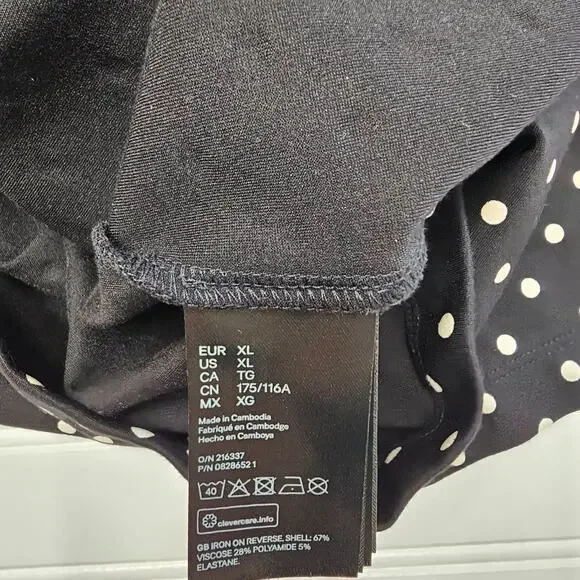 EUR XL
US XL
CA TG
CN 175/116A
MX XG
Made in Cambodia
Fabriqué en Cambodge
Hecho en Camboya
O/N 216337
P/N 08286521
40
clevercare.info
GB IRON ON REVERSE. SHELL: 67%
VISCOSE 28% POLYAMIDE 5%
ELASTANE.